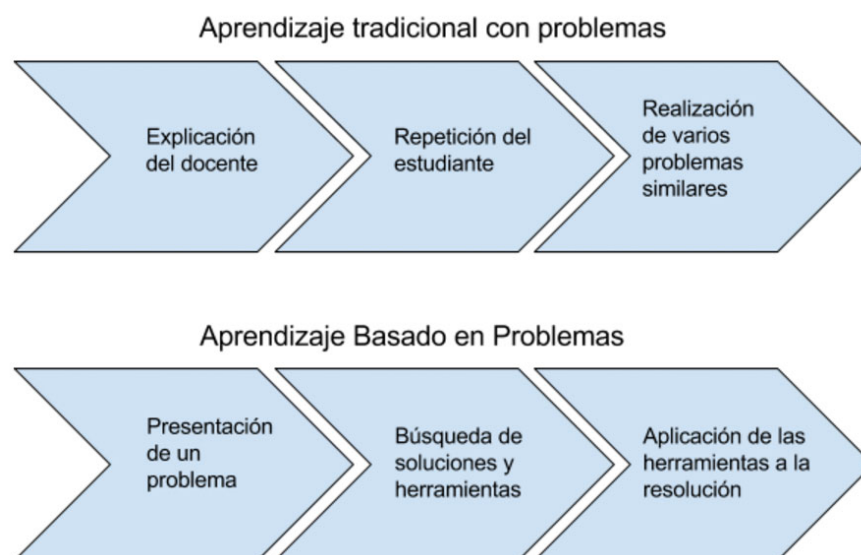 Aprendizaje tradicional con problemas
Explicación
del docente
Repetición del
estudiante
Realización
de varios
problemas
similares
Aprendizaje Basado en Problemas
Presentación
de un
problema
Búsqueda de
soluciones y
herramientas
Aplicación de las
herramientas a la
resolución